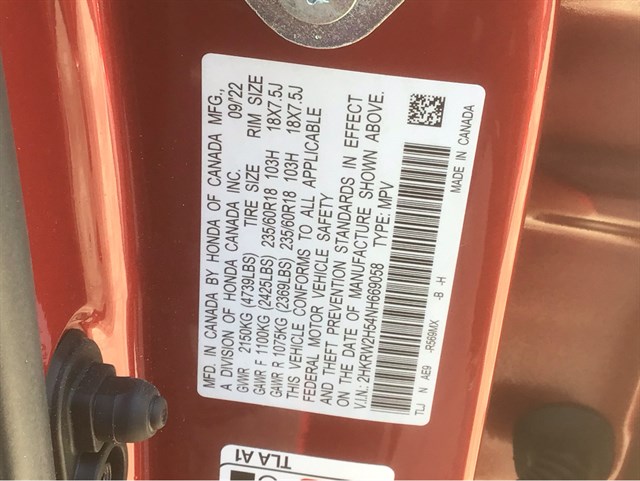 MFD. IN CANADA BY HONDA OF CANADA MFG.,
A DIVISION OF HONDA CANADA INC. 09/'22
GVWR 2150KG (4739LBS) TIRE SIZE RIM SIZE
GAWR F 1100KG (2425LBS) 235/60R18 103H 18X7.5J
GAWR R 1075KG (2369LBS) 235/60R18 103H 18X7.5J
THIS VEHICLE CONFORMS TO ALL APPLICABLE
FEDERAL MOTOR VEHICLE SAFETY
AND THEFT PREVENTION STANDARDS IN EFFECT
ON THE DATE OF MANUFACTURE SHOWN ABOVE.
V.I.N.: 2HKRW2H54NH669058 TYPE: MPV
TLJ N AE9 -R569MX -B -H
MADE IN CANADA
TLA A1